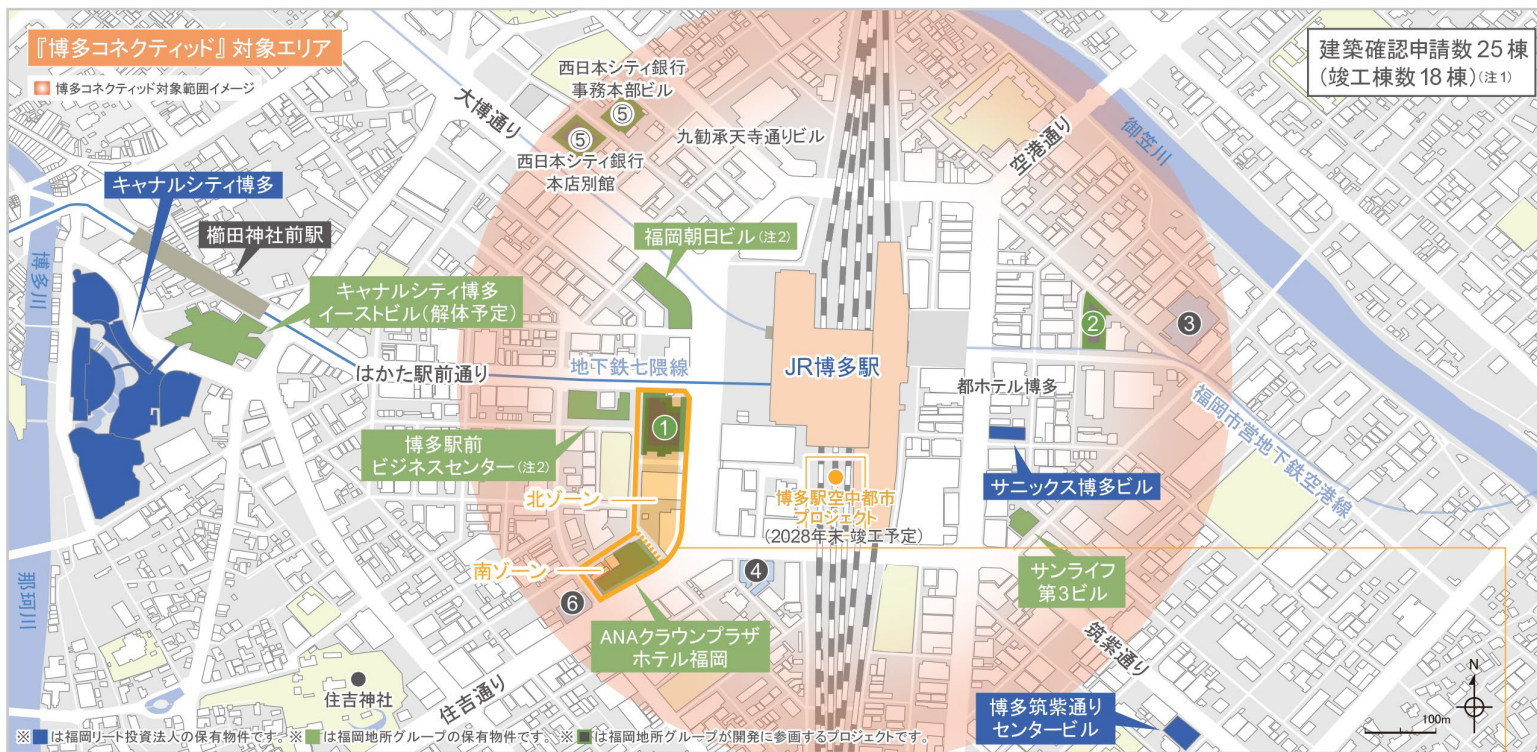 『博多コネクティッド』対象エリア
博多コネクティッド対象範囲イメージ
建築確認申請数 25 棟
(竣工棟数 18 棟)(注1)
西日本シティ銀行
事務本部ビル
⑤
⑤
西日本シティ銀行
本店別館
大博通り
九勧承天寺通りビル
空港通り
御笠川
キャナルシティ博多
櫛田神社前駅
博多川
キャナルシティ博多
イーストビル(解体予定)
福岡朝日ビル(注2)
②
❸
はかた駅前通り
地下鉄七隈線
JR博多駅
都ホテル博多
福岡市営地下鉄空港線
①
博多駅前
ビジネスセンター(注2)
北ゾーン
博多駅空中都市
プロジェクト
(2028年末 竣工予定)
サニックス博多ビル
南ゾーン
❹
❻
サンライフ
第3ビル
那珂川
ANAクラウンプラザ
ホテル福岡
筑紫通り
住吉神社
住吉通り
博多筑紫通り
センタービル
N
100m
※■は福岡リート投資法人の保有物件です。※■は福岡地所グループの保有物件です。※■は福岡地所グループが開発に参画するプロジェクトです。